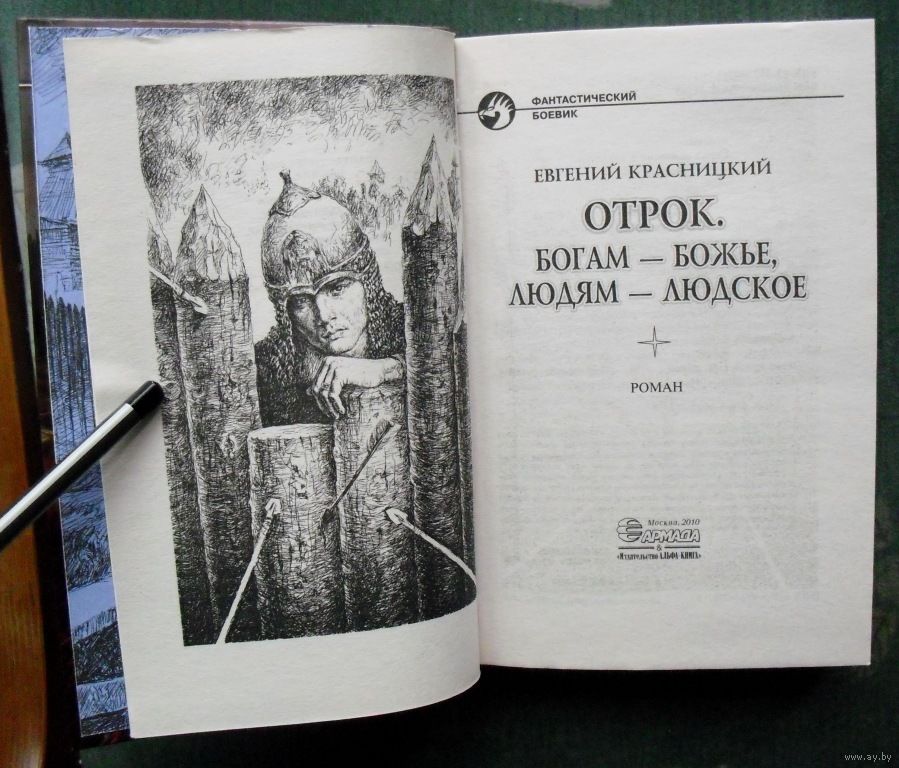 ФАНТАСТИЧЕСКИЙ
БОЕВИК
ЕВГЕНИЙ КРАСНИЦКИЙ
ОТРОК.
БОГАМ — БОЖЬЕ,
ЛЮДЯМ — ЛЮДСКОЕ
РОМАН
Москва, 2010
АРМАДА
&
«Издательство АЛЬФА-КНИГА»
www.ay.by